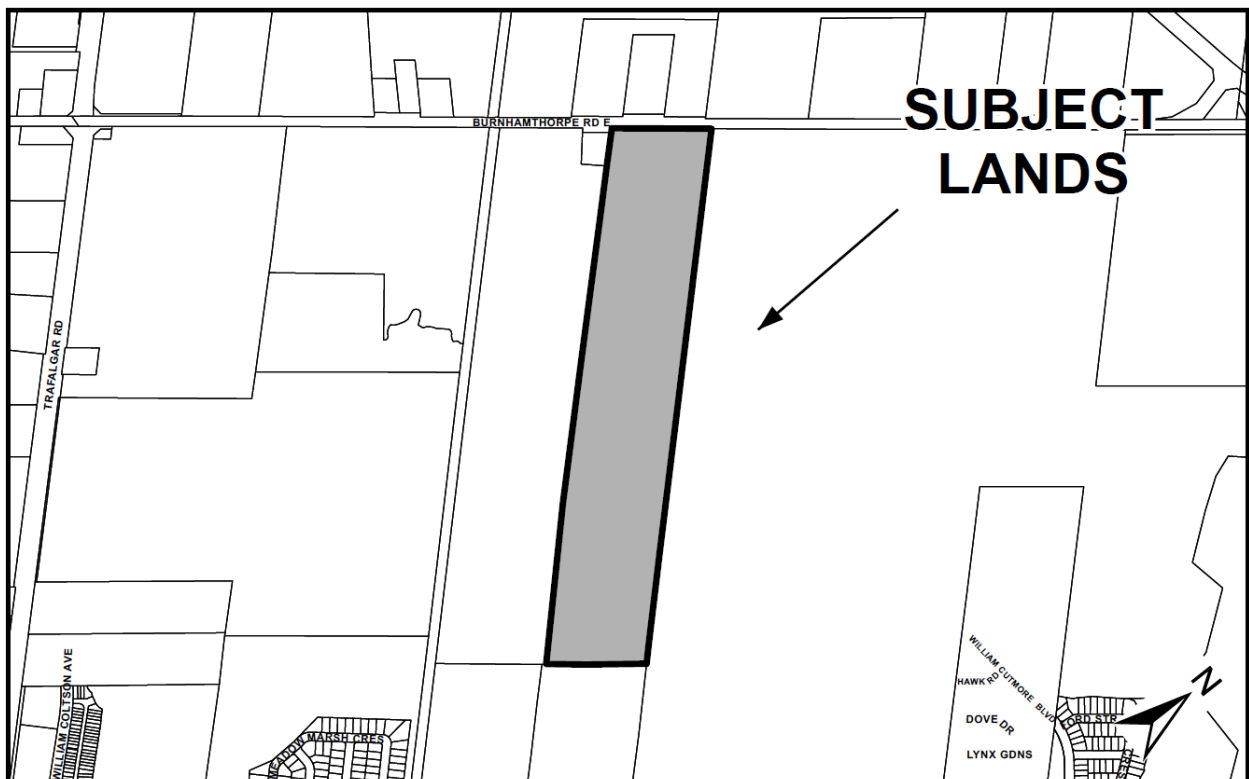 BURNHAMTHORPE RD E
SUBJECT
LANDS
TRAFALGAR RD
WILLIAM COLTSON AVE
MEADOW MARSH CRES
WILLIAM CUTMORE BLVD
HAWK RD
DOVE DR
LYNX GDNS
N